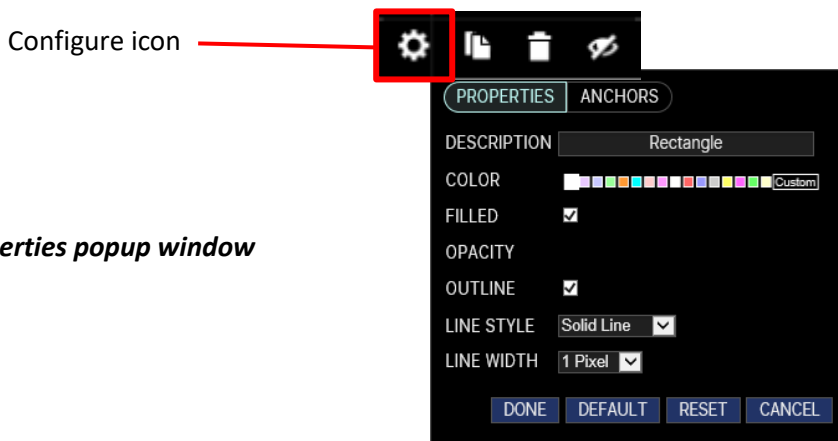 Configure icon
PROPERTIES ANCHORS
DESCRIPTION Rectangle
COLOR Custom
FILLED
erties popup window
OPACITY
OUTLINE
LINE STYLE Solid Line
LINE WIDTH 1 Pixel
DONE DEFAULT RESET CANCEL